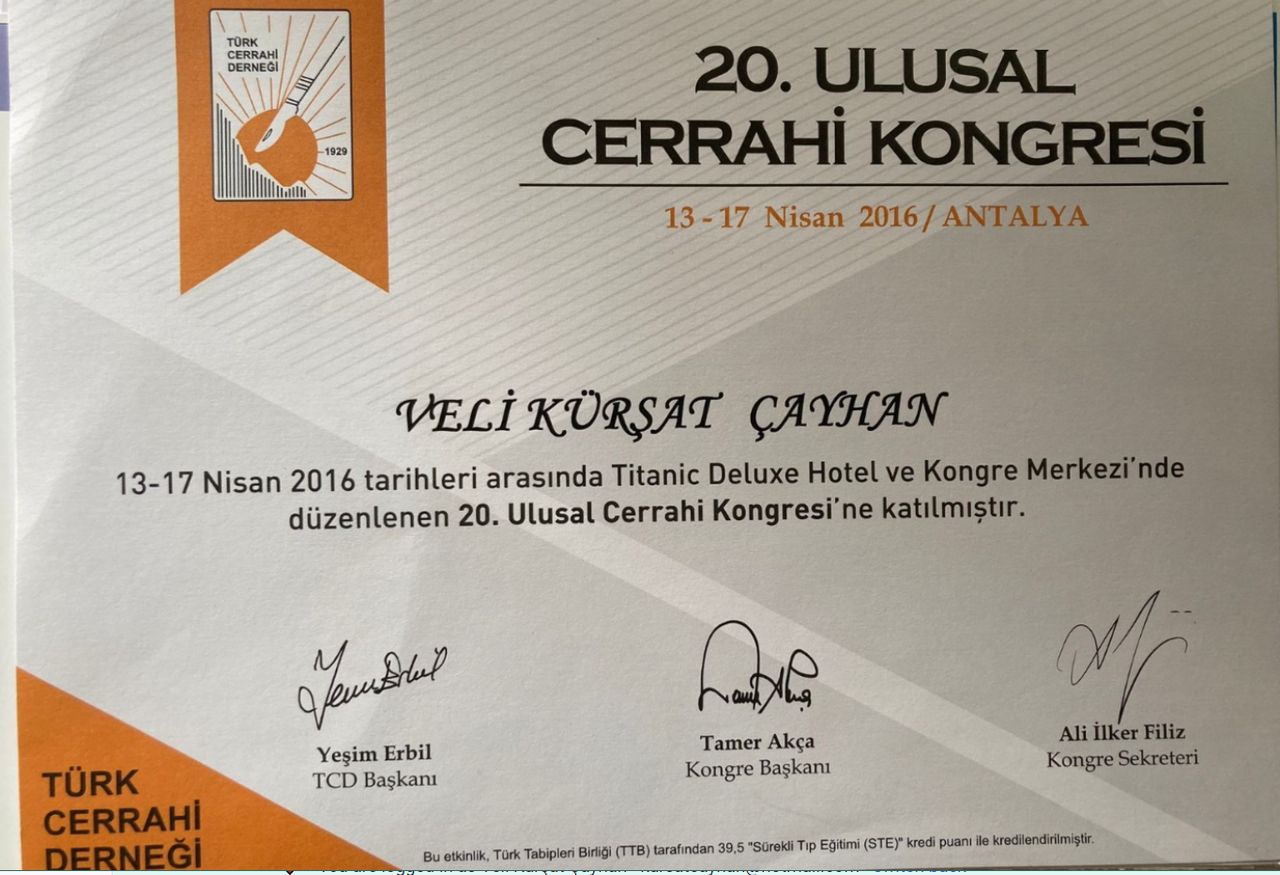 TÜRK
CERRAHİ
DERNEĞİ
1929
20. ULUSAL
CERRAHİ KONGRESİ
13 - 17 Nisan 2016 / ANTALYA
VELİ KÜRŞAT ÇAYHAN
13-17 Nisan 2016 tarihleri arasında Titanic Deluxe Hotel ve Kongre Merkezi'nde
düzenlenen 20. Ulusal Cerrahi Kongresi'ne katılmıştır.
Yeşim Erbil
TCD Başkanı
Tamer Akça
Kongre Başkanı
Ali İlker Filiz
Kongre Sekreteri
TÜRK
CERRAHİ
DERNEĞİ
Bu etkinlik, Türk Tabipleri Birliği (TTB) tarafından 39,5 "Sürekli Tıp Eğitimi (STE)" kredi puanı ile kredilendirilmiştir.